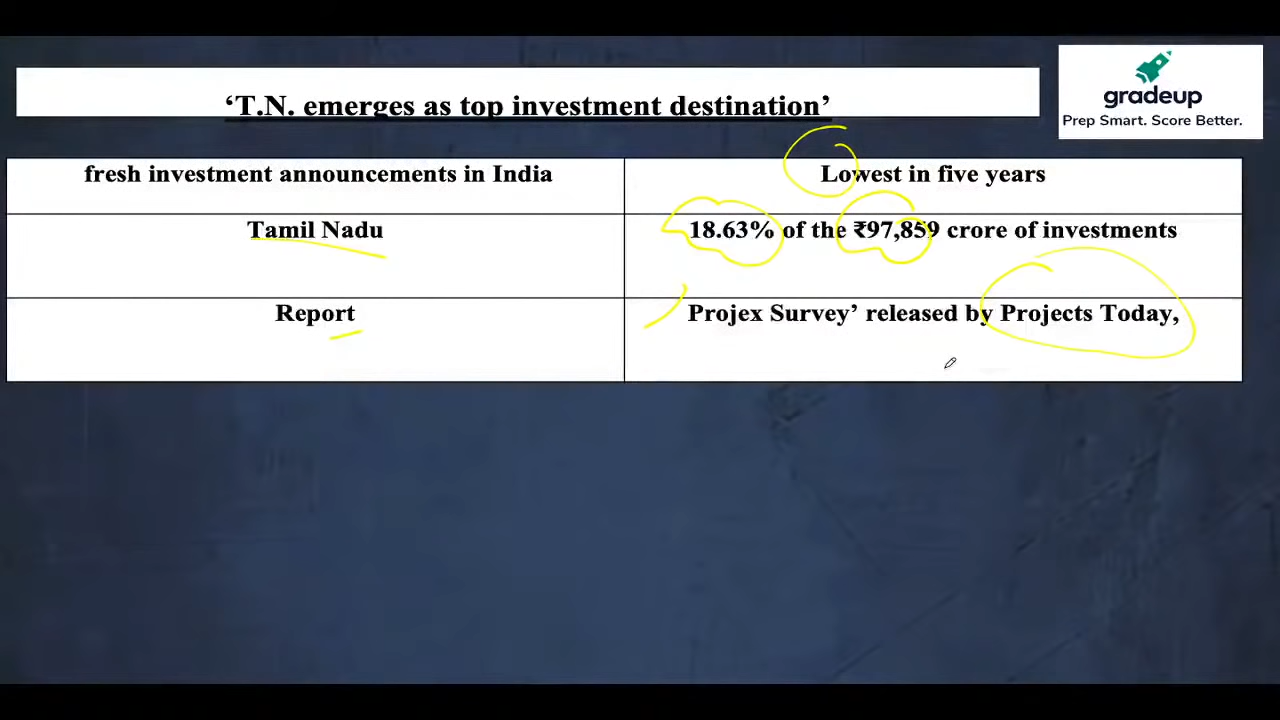 gradeup
Prep Smart. Score Better.
‘T.N. emerges as top investment destination’
fresh investment announcements in India
Lowest in five years
Tamil Nadu
18.63% of the ₹97,859 crore of investments
Report
Projex Survey’ released by Projects Today,